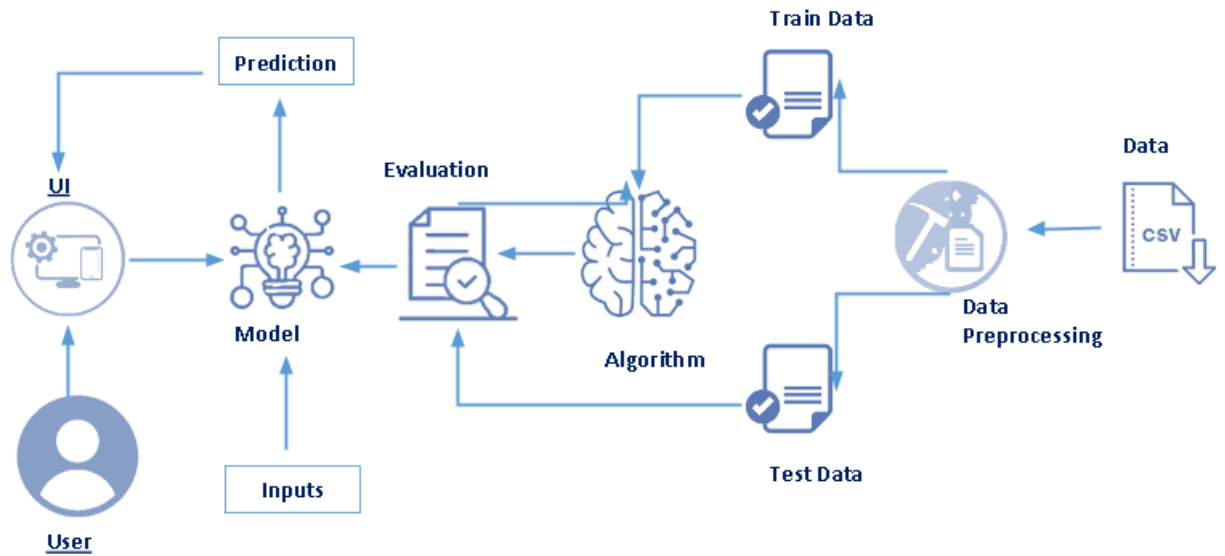 Train Data
Prediction
Data
Evaluation
UI
CSV
Data
Preprocessing
Model
Algorithm
Test Data
Inputs
User